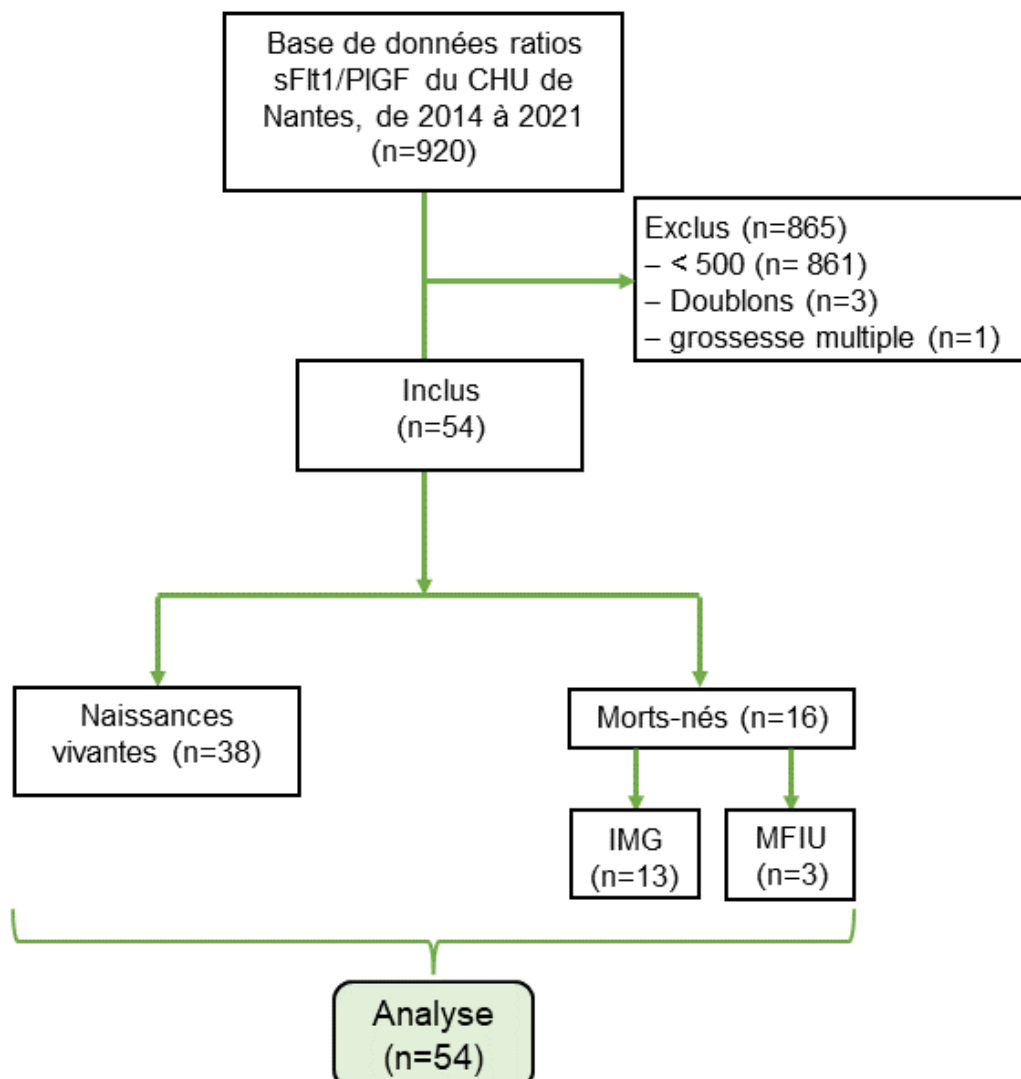 Base de données ratios
sFlt1/PlGF du CHU de
Nantes, de 2014 à 2021
(n=920)
Exclus (n=865)
– < 500 (n= 861)
– Doublons (n=3)
– grossesse multiple (n=1)
Inclus
(n=54)
Naissances
vivantes (n=38)
Morts-nés (n=16)
IMG
(n=13)
MFIU
(n=3)
Analyse
(n=54)